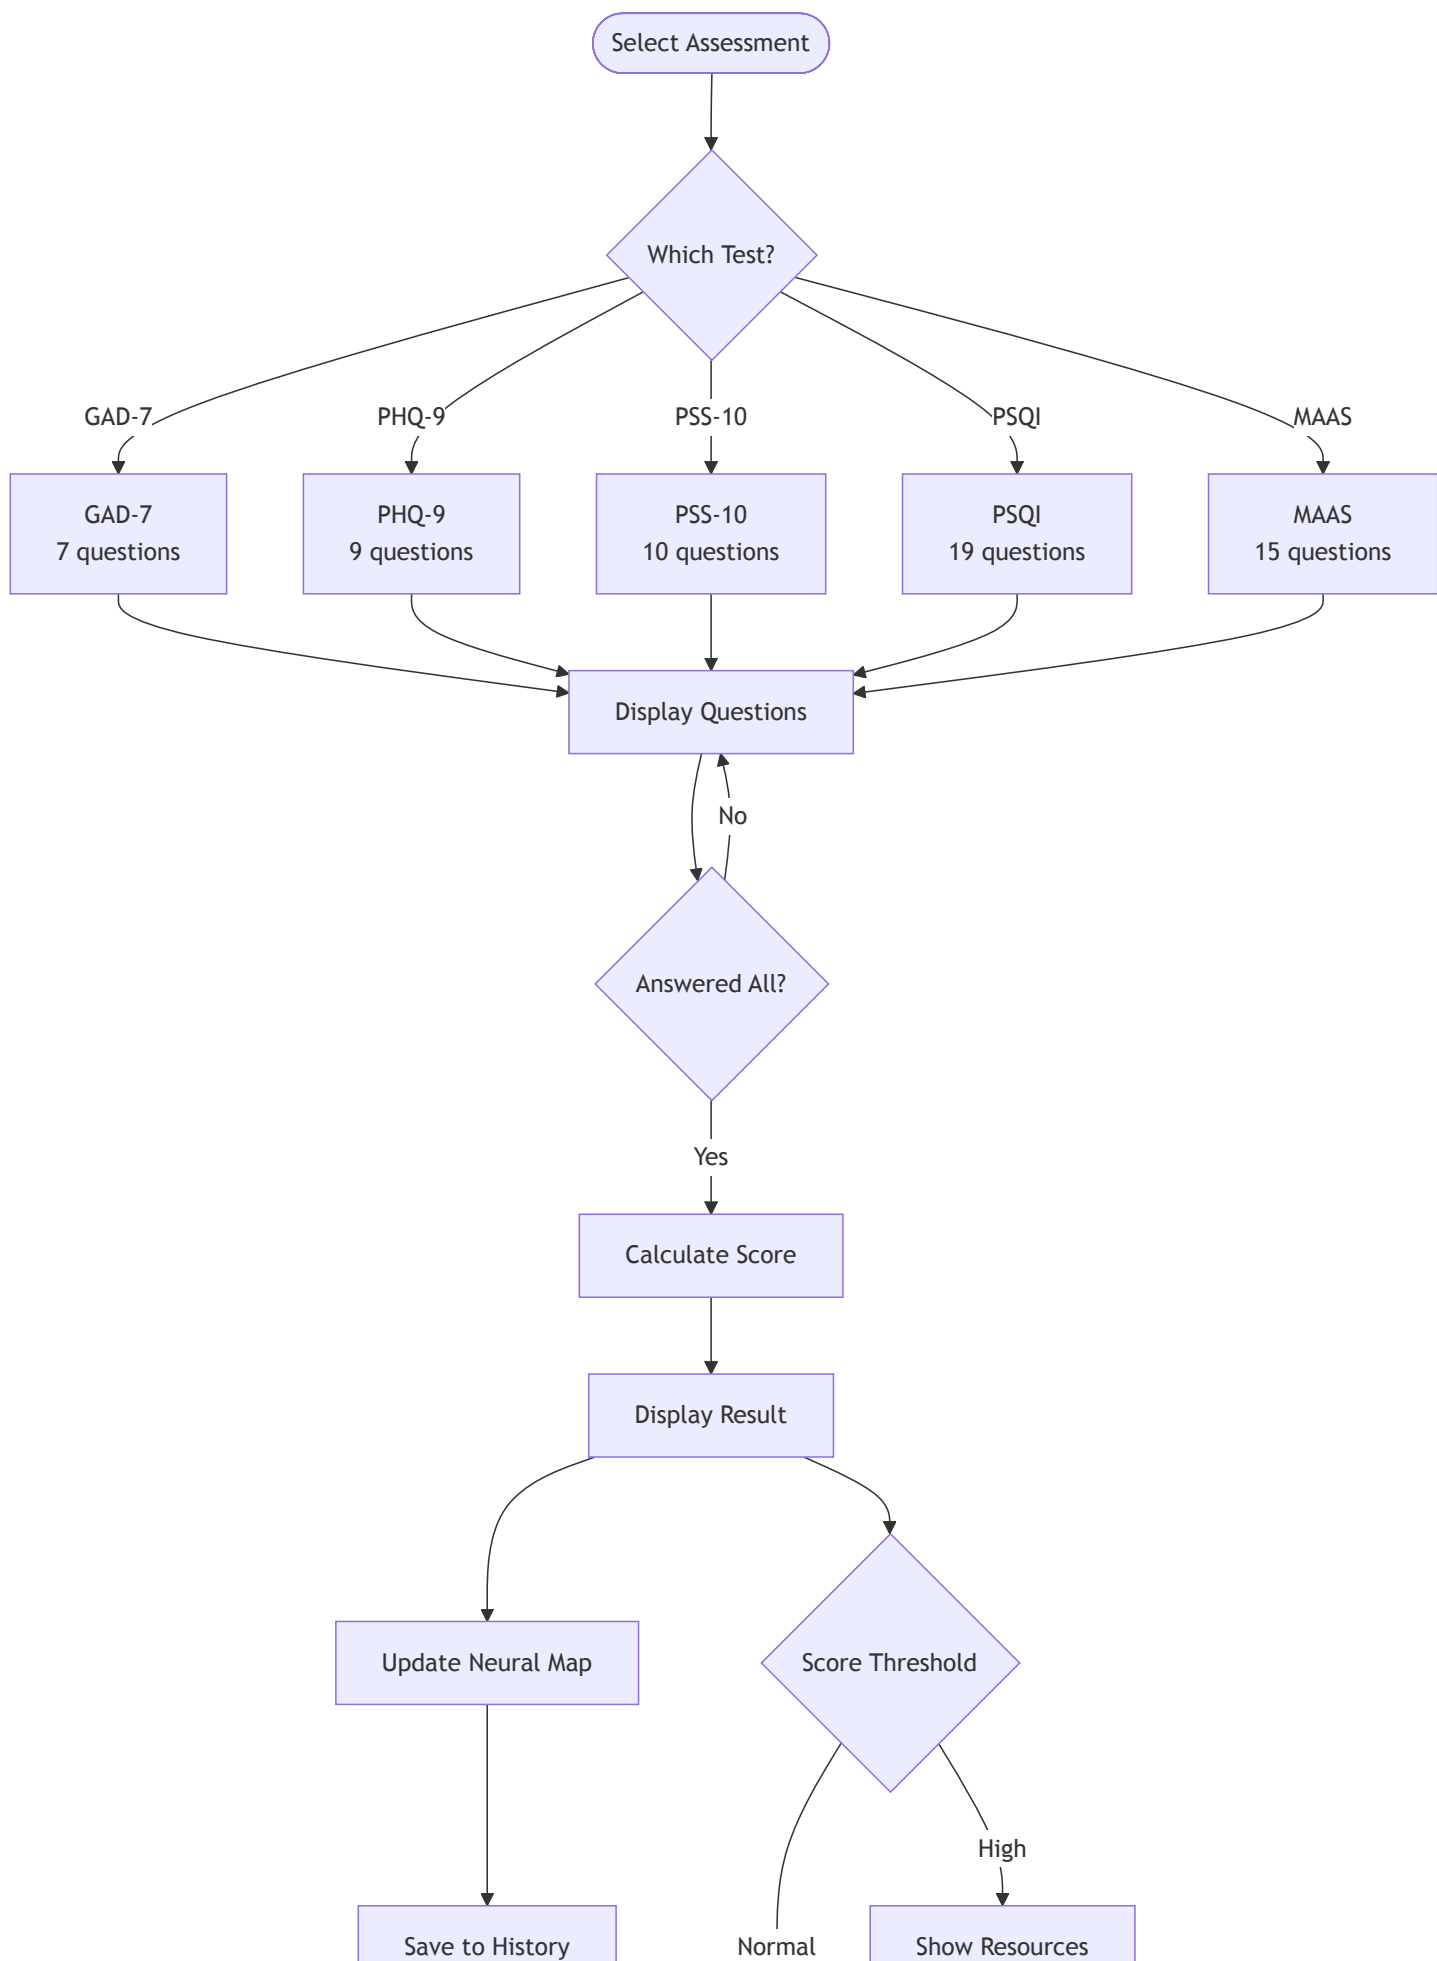 Select Assessment
Which Test?
GAD-7
PHQ-9
PSS-10
PSQI
MAAS
GAD-7
7 questions
PHQ-9
9 questions
PSS-10
10 questions
PSQI
19 questions
MAAS
15 questions
Display Questions
No
Answered All?
Yes
Calculate Score
Display Result
Update Neural Map
Score Threshold
High
Save to History
Normal
Show Resources